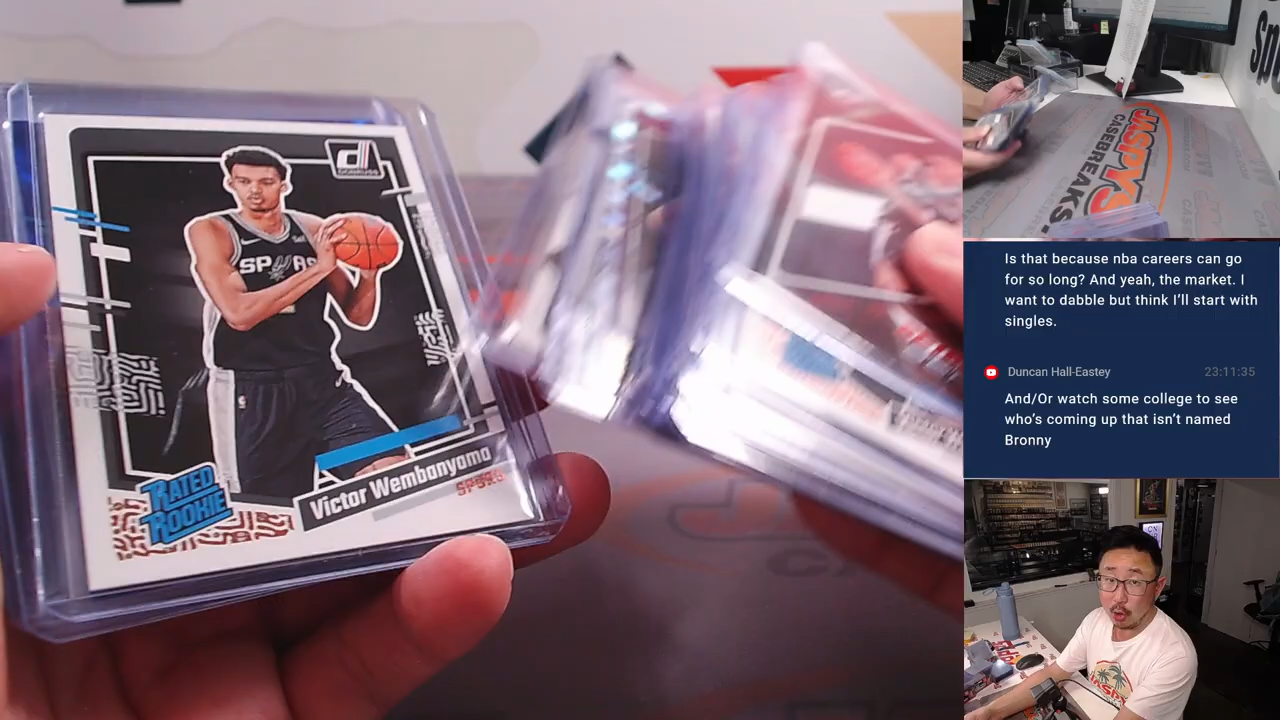 DONRUSS
SPURS
Victor Wembanyama
SPURS
RATED
ROOKIE
JASPYS
CASEBREAKS
Is that because nba careers can go
for so long? And yeah, the market. I
want to dabble but think I'll start with
singles.
Duncan Hall-Eastey 23:11:35
And/Or watch some college to see
who's coming up that isn't named
Bronny